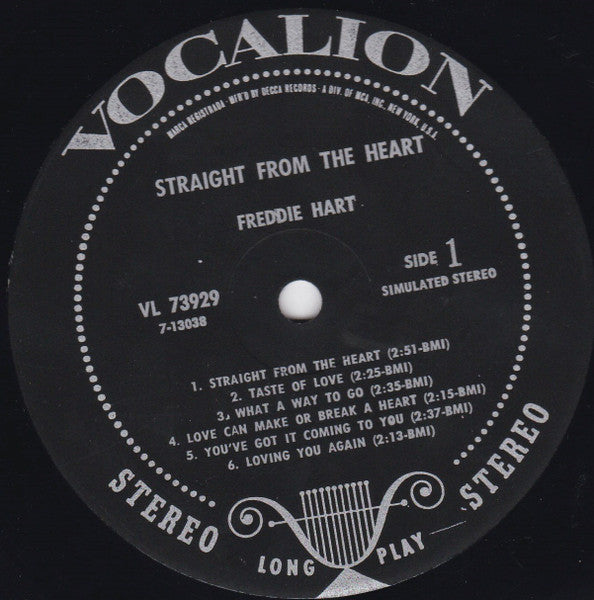 VOCALION
MARCA REGISTRADA · MFR'D BY DECCA RECORDS · A DIV. OF MCA, INC., NEW YORK, U.S.A.
STRAIGHT FROM THE HEART
FREDDIE HART
SIDE 1
SIMULATED STEREO
VL 73929
7-13038
1. STRAIGHT FROM THE HEART (2:51-BMI)
2. TASTE OF LOVE (2:25-BMI)
3. WHAT A WAY TO GO (2:35-BMI)
4. LOVE CAN MAKE OR BREAK A HEART (2:15-BMI)
5. YOU'VE GOT IT COMING TO YOU (2:37-BMI)
6. LOVING YOU AGAIN (2:13-BMI)
STEREO
LONG PLAY
STEREO